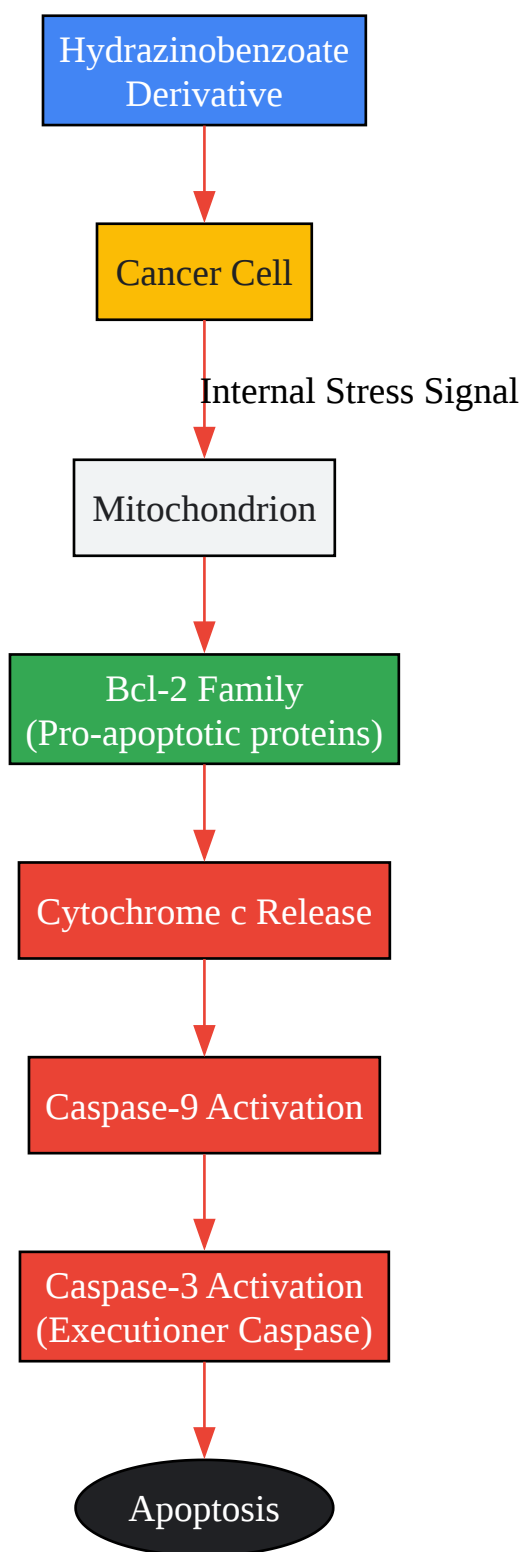 Hydrazinobenzoate
Derivative
Cancer Cell
Internal Stress Signal
Mitochondrion
Bcl-2 Family
(Pro-apoptotic proteins)
Cytochrome c Release
Caspase-9 Activation
Caspase-3 Activation
(Executioner Caspase)
Apoptosis